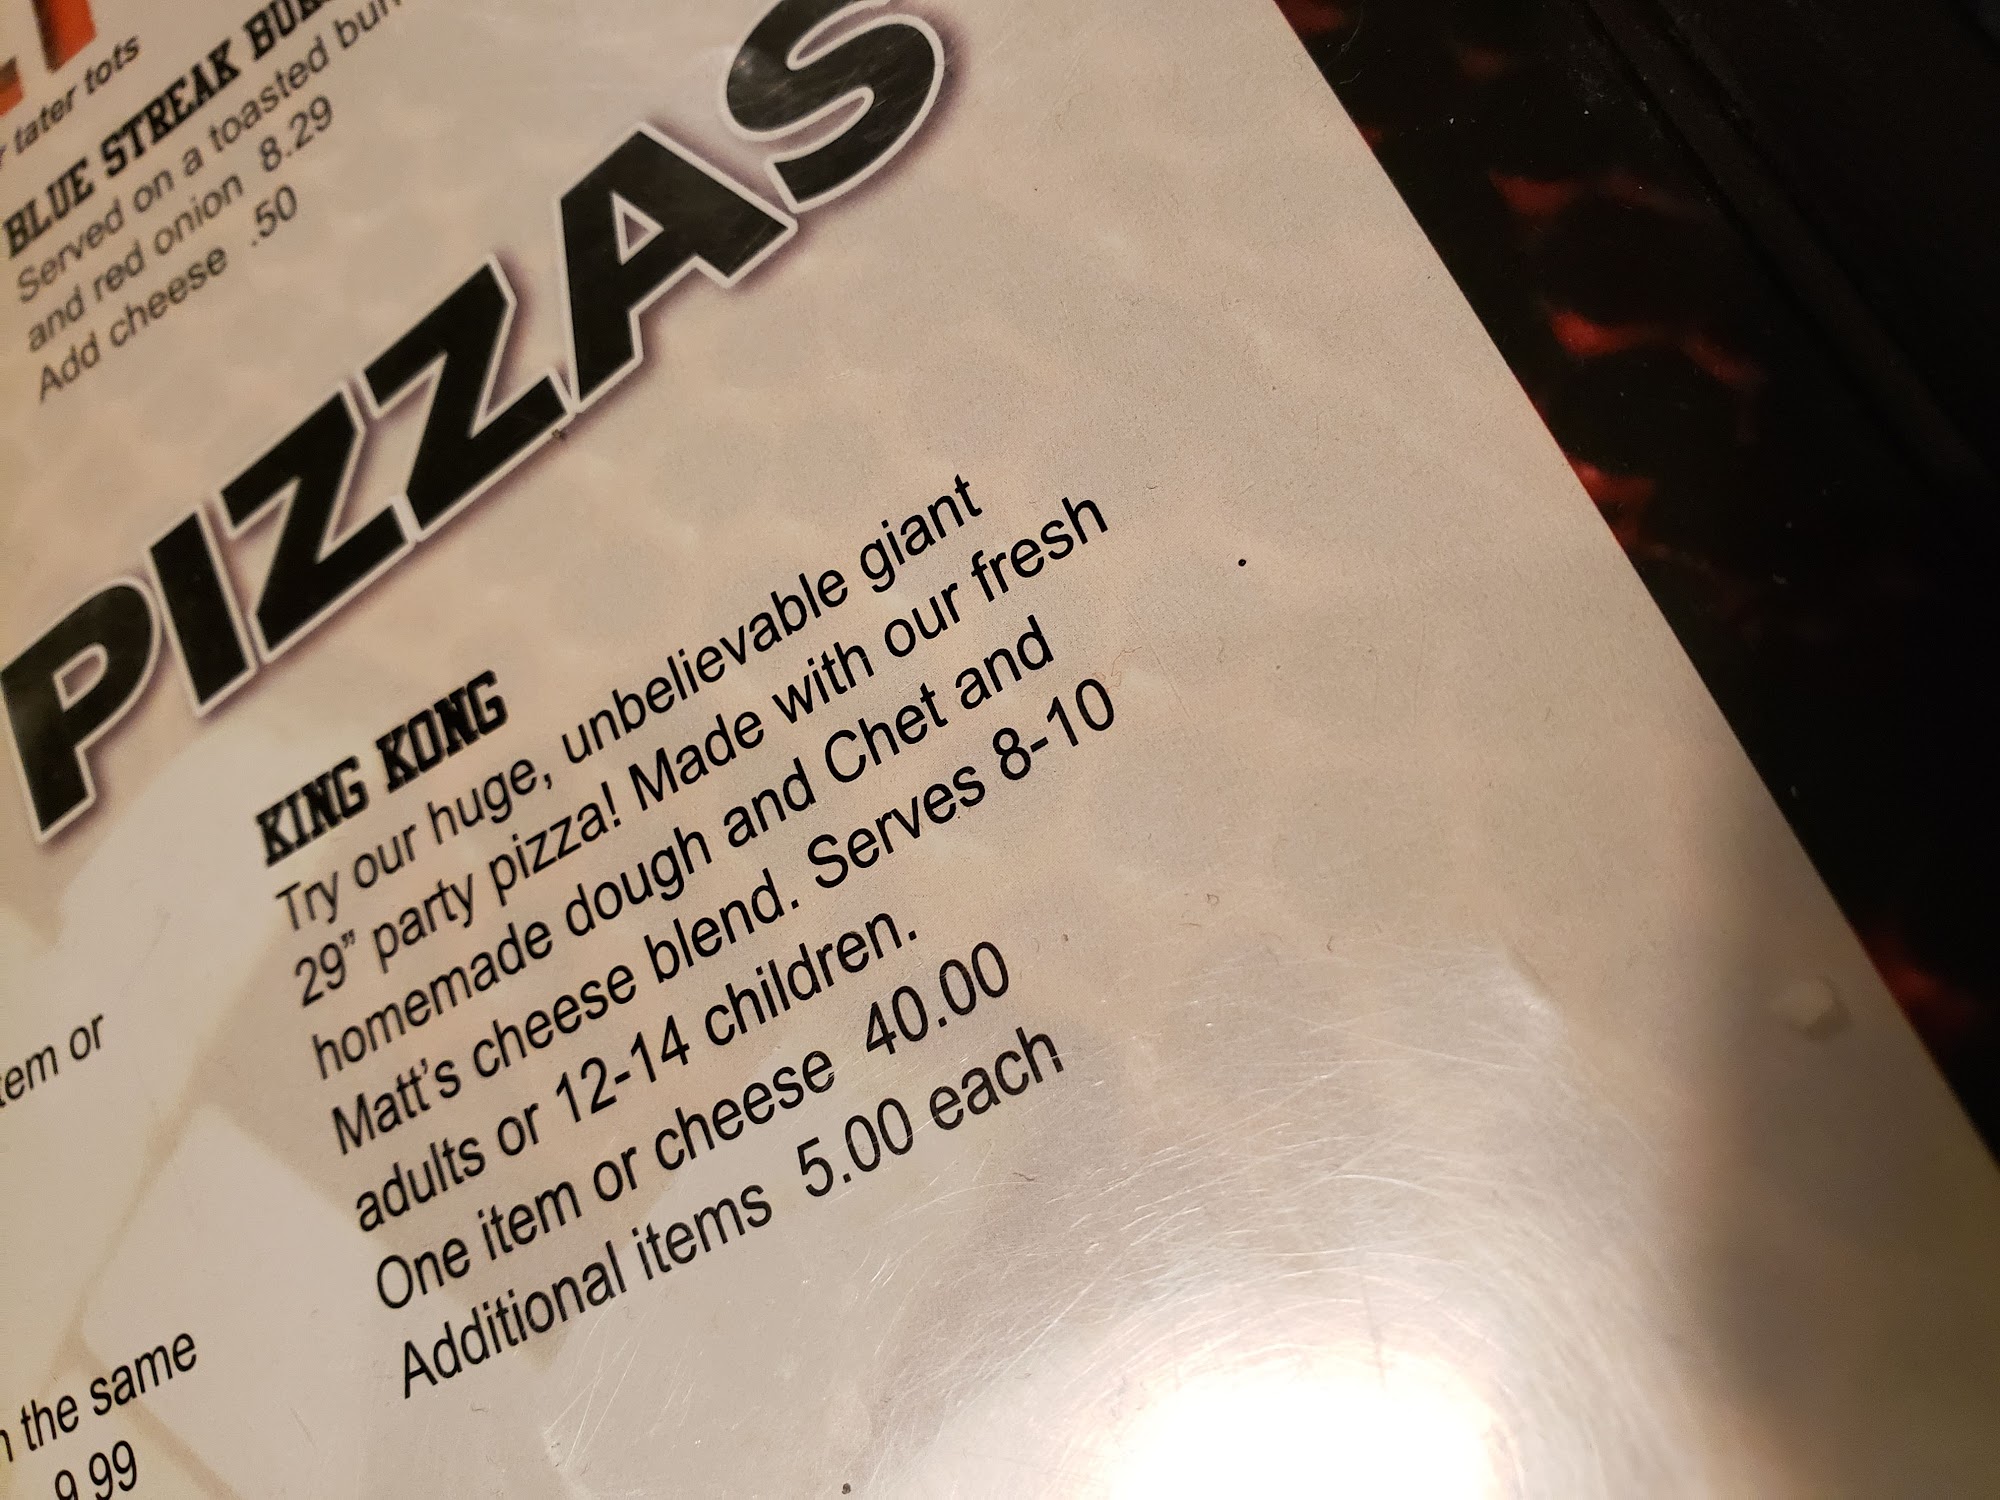 tater tots
BLUE STREAK
Served on a toasted bun
and red onion 8.29
Add cheese .50
PIZZAS
KING KONG
Try our huge, unbelievable giant
29” party pizza! Made with our fresh
homemade dough and Chet and
Matt’s cheese blend. Serves 8-10
adults or 12-14 children.
One item or cheese 40.00
Additional items 5.00 each
or
the same
9.99